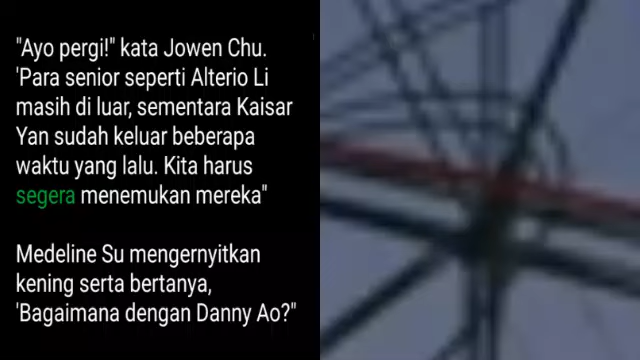 "Ayo pergi!" kata Jowen Chu.
'Para senior seperti Alterio Li
masih di luar, sementara Kaisar
Yan sudah keluar beberapa
waktu yang lalu. Kita harus
segera menemukan mereka"
Medeline Su mengernyitkan
kening serta bertanya,
'Bagaimana dengan Danny Ao?"